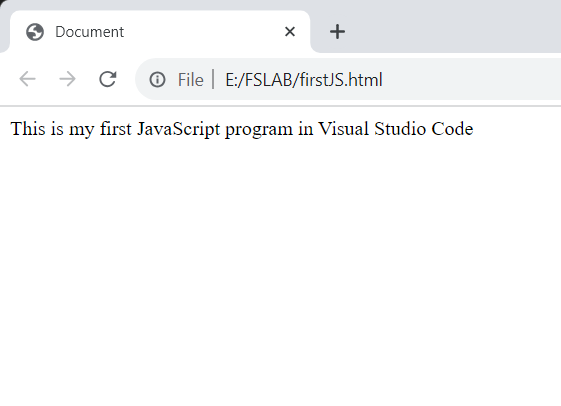 Document
File E:/FSLAB/firstJS.html
This is my first JavaScript program in Visual Studio Code